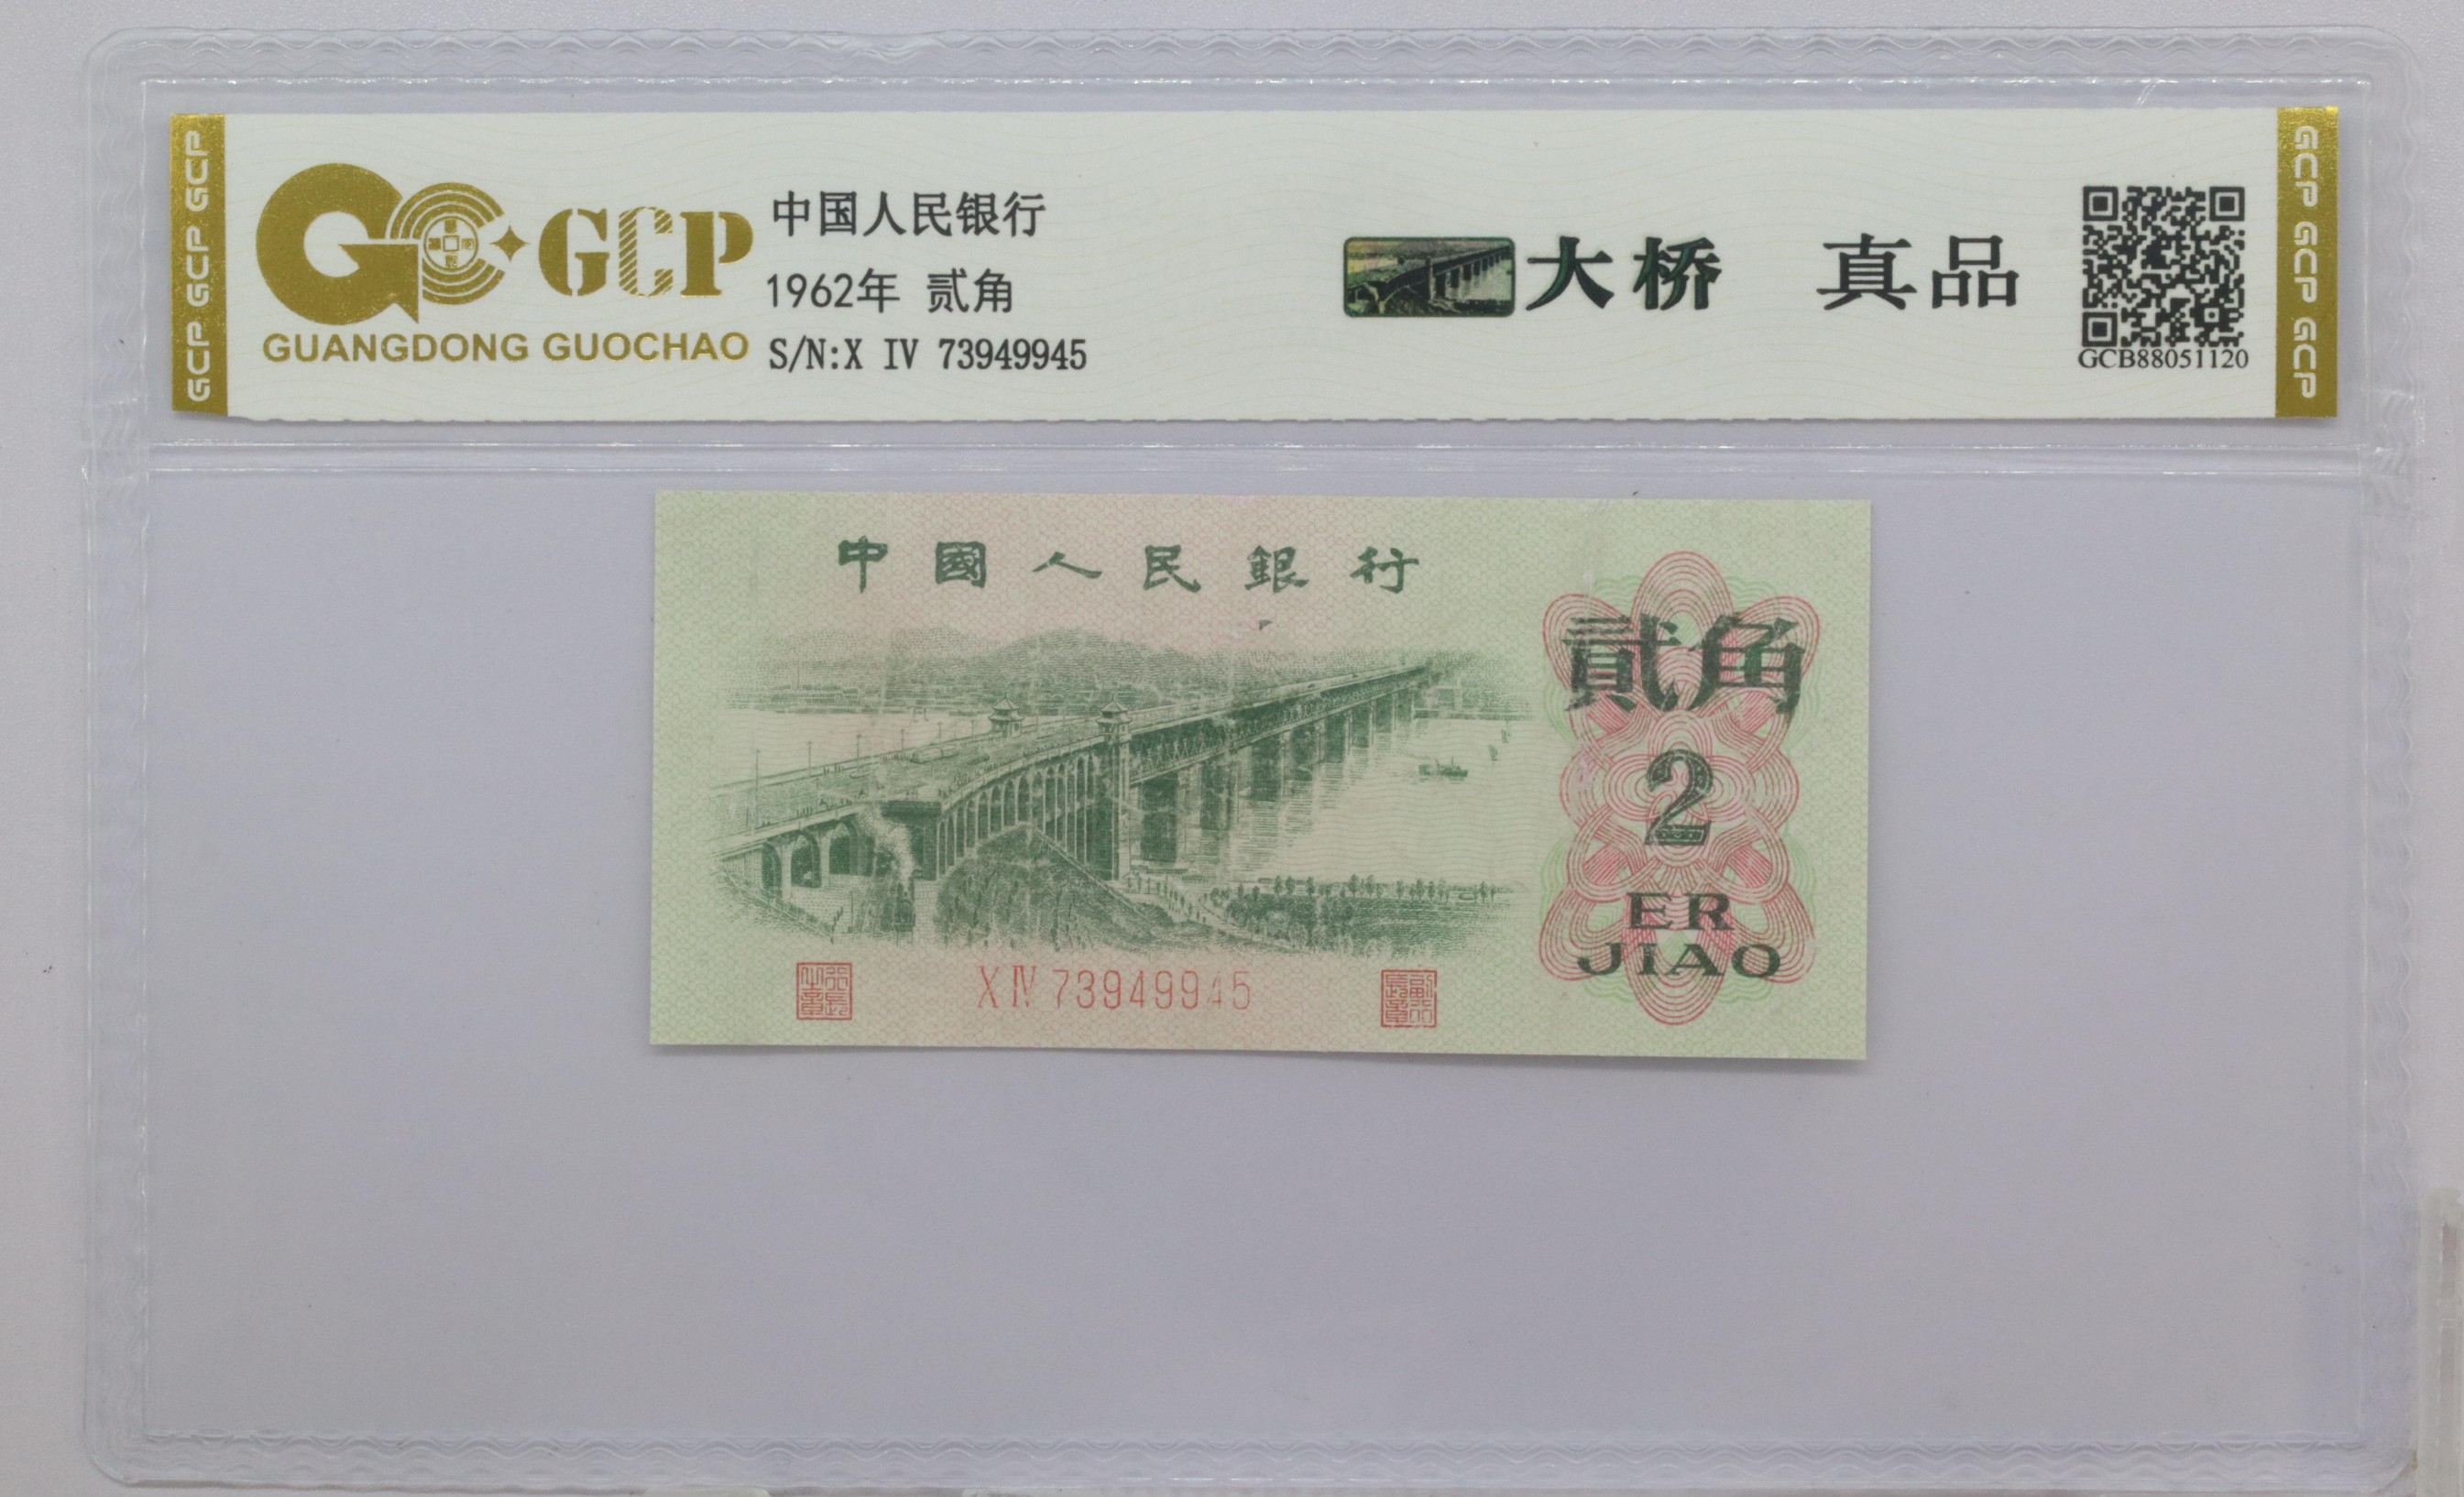 GCP GCP GCP
GCP
GUANGDONG GUOCHAO
中国人民银行
1962年 贰角
S/N:X IV 73949945
大桥 真品
GCB88051120
GCP GCP GCP
中國人民銀行
貳角
2
ER
JIAO
X IV 73949945